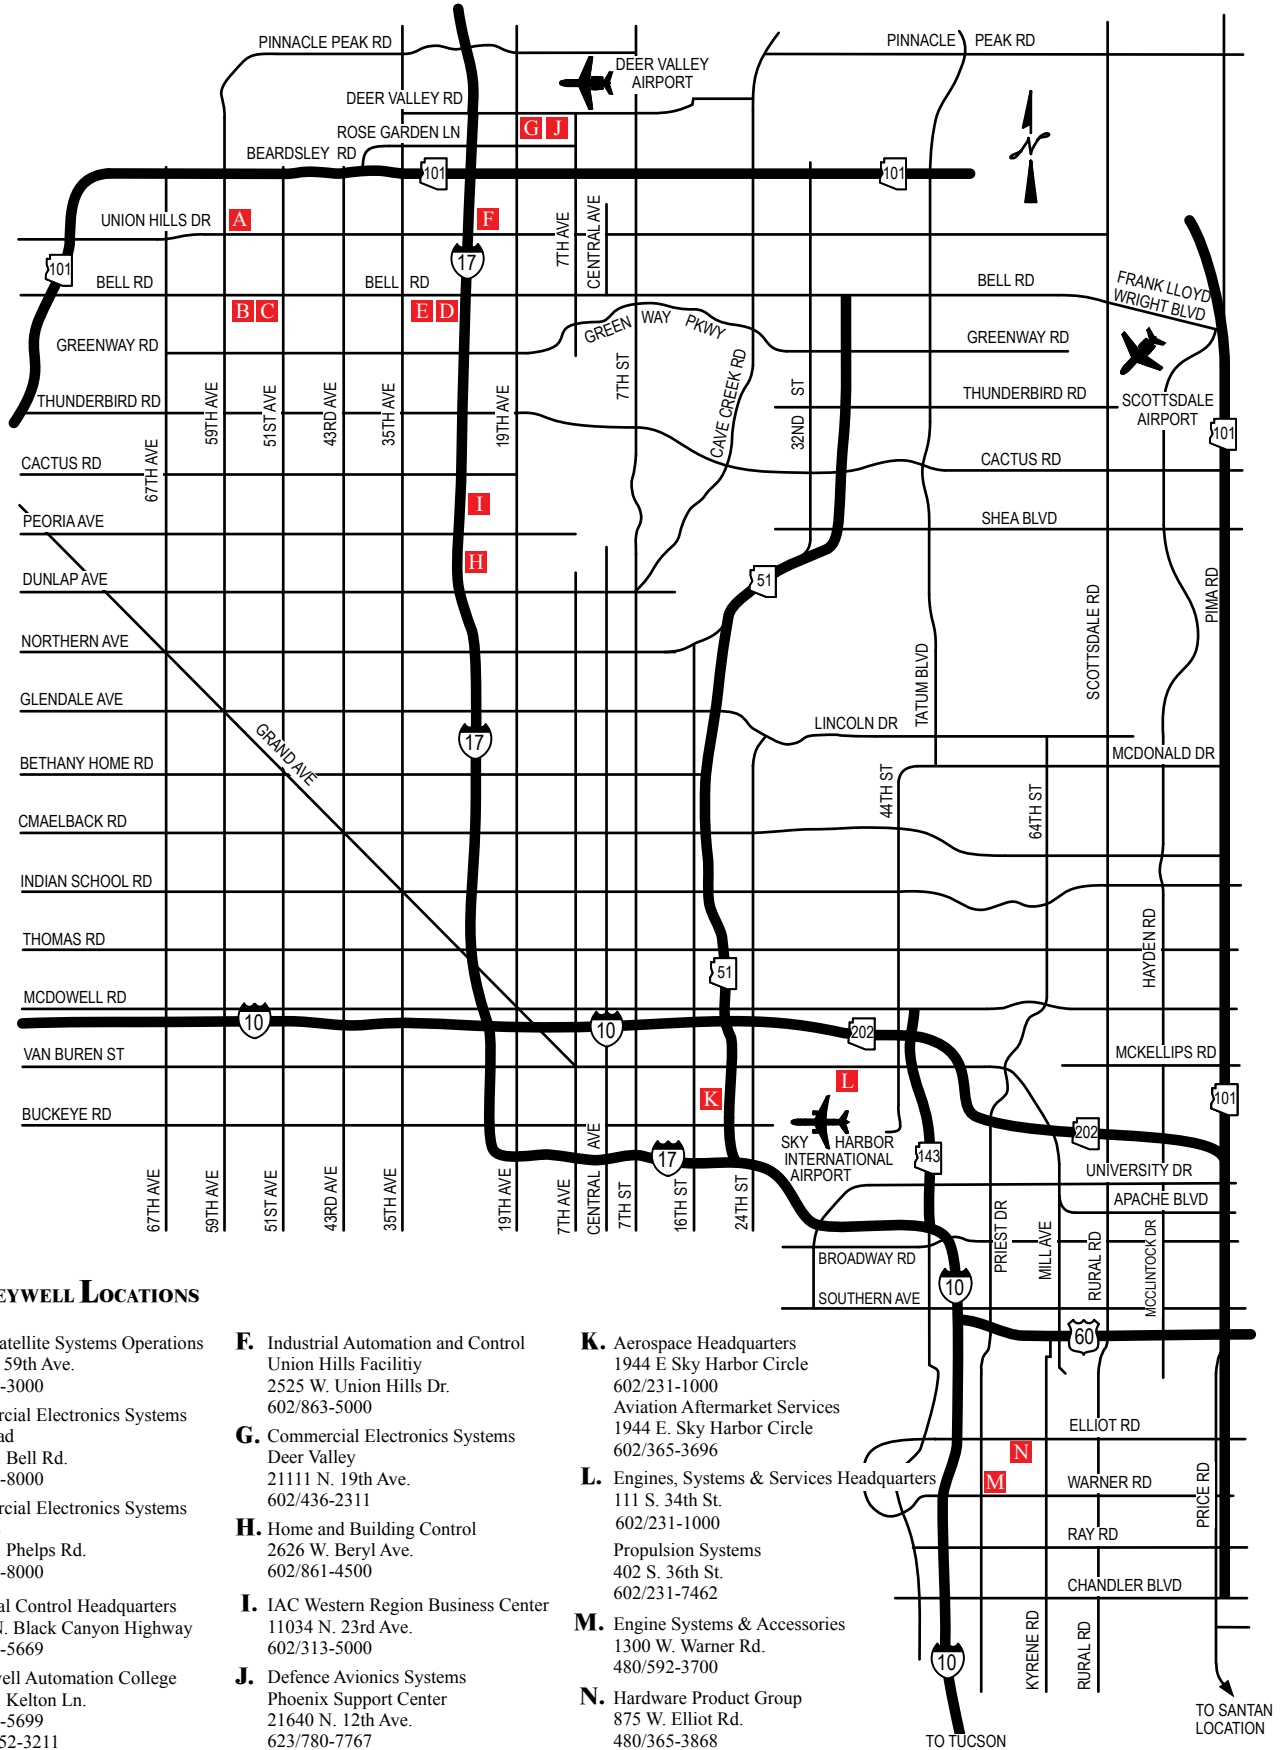 PINNACLE PEAK RD
PINNACLE PEAK RD
DEER VALLEY
AIRPORT
DEER VALLEY RD
ROSE GARDEN LN
G J
BEARDSLEY RD
101
101
UNION HILLS DR
A
F
7TH AVE
CENTRAL AVE
101
17
BELL RD
BELL RD
BELL RD
FRANK LLOYD
WRIGHT BLVD
B C
E D
GREEN WAY PKWY
GREENWAY RD
GREENWAY RD
7TH ST
CAVE CREEK RD
32ND ST
THUNDERBIRD RD
THUNDERBIRD RD
SCOTTSDALE
AIRPORT
59TH AVE
51ST AVE
43RD AVE
35TH AVE
19TH AVE
101
67TH AVE
CACTUS RD
CACTUS RD
I
PEORIA AVE
SHEA BLVD
H
DUNLAP AVE
51
SCOTTSDALE RD
PIMA RD
NORTHERN AVE
TATUM BLVD
GLENDALE AVE
LINCOLN DR
GRAND AVE
17
MCDONALD DR
BETHANY HOME RD
44TH ST
64TH ST
CMAELBACK RD
INDIAN SCHOOL RD
THOMAS RD
HAYDEN RD
51
MCDOWELL RD
10
10
202
VAN BUREN ST
MCKELLIPS RD
K
L
101
BUCKEYE RD
SKY HARBOR
INTERNATIONAL
AIRPORT
202
143
17
UNIVERSITY DR
APACHE BLVD
67TH AVE
59TH AVE
51ST AVE
43RD AVE
35TH AVE
19TH AVE
7TH AVE
CENTRAL AVE
7TH ST
16TH ST
24TH ST
PRIEST DR
MILL AVE
RURAL RD
MCCLINTOCK DR
BROADWAY RD
10
SOUTHERN AVE
60
ELLIOT RD
N
M
WARNER RD
PRICE RD
RAY RD
CHANDLER BLVD
KYRENE RD
RURAL RD
10
TO SANTAN
LOCATION
TO TUCSON
EYWELL LOCATIONS
atellite Systems Operations
59th Ave.
-3000
rcial Electronics Systems
ad
Bell Rd.
-8000
rcial Electronics Systems
Phelps Rd.
-8000
al Control Headquarters
N. Black Canyon Highway
-5669
vell Automation College
Kelton Ln.
-5699
52-3211
F. Industrial Automation and Control
Union Hills Facilitiy
2525 W. Union Hills Dr.
602/863-5000
G. Commercial Electronics Systems
Deer Valley
21111 N. 19th Ave.
602/436-2311
H. Home and Building Control
2626 W. Beryl Ave.
602/861-4500
I. IAC Western Region Business Center
11034 N. 23rd Ave.
602/313-5000
J. Defence Avionics Systems
Phoenix Support Center
21640 N. 12th Ave.
623/780-7767
K. Aerospace Headquarters
1944 E Sky Harbor Circle
602/231-1000
Aviation Aftermarket Services
1944 E. Sky Harbor Circle
602/365-3696
L. Engines, Systems & Services Headquarters
111 S. 34th St.
602/231-1000
Propulsion Systems
402 S. 36th St.
602/231-7462
M. Engine Systems & Accessories
1300 W. Warner Rd.
480/592-3700
N. Hardware Product Group
875 W. Elliot Rd.
480/365-3868